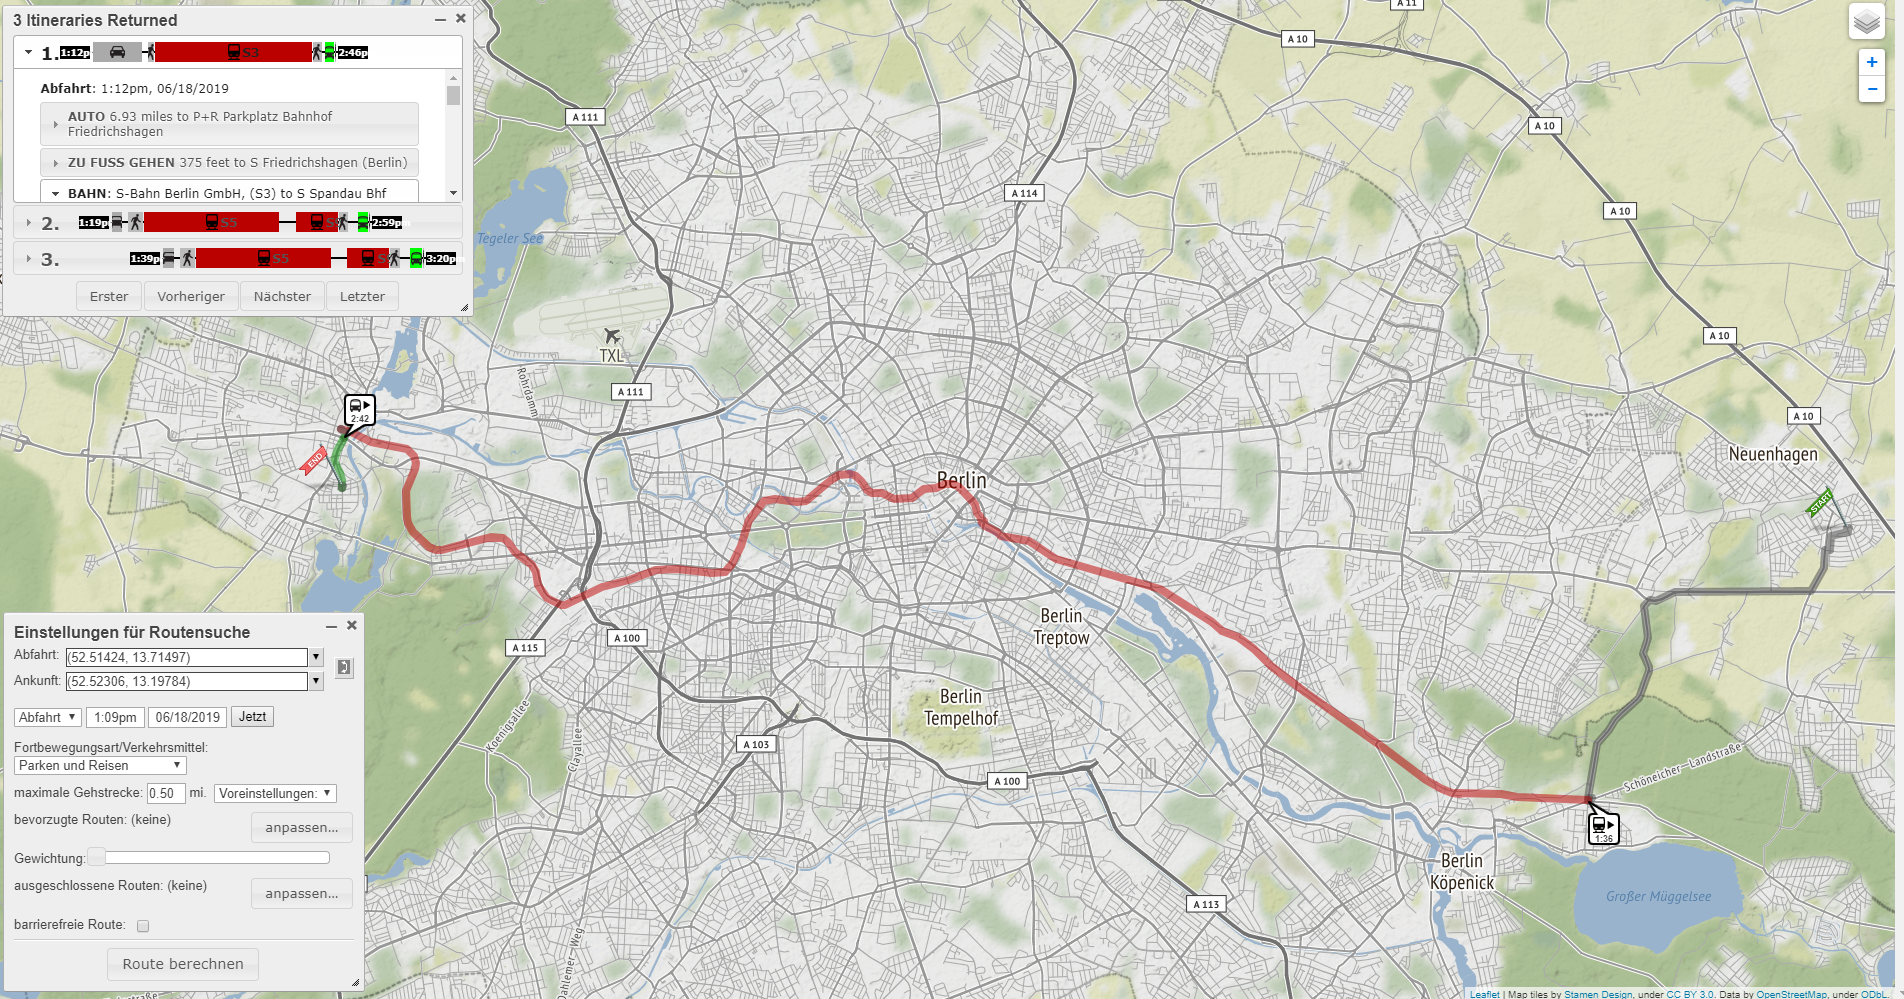 3 Itineraries Returned
1. 1:12p S3 2:46p
Abfahrt: 1:12pm, 06/18/2019
AUTO 6.93 miles to P+R Parkplatz Bahnhof
Friedrichshagen
ZU FUSS GEHEN 375 feet to S Friedrichshagen (Berlin)
BAHN: S-Bahn Berlin GmbH, (S3) to S Spandau Bhf
2. 1:19p S5 S 2:59p
3. 1:39p S5 S 3:20p
Erster Vorheriger Nächster Letzter
A 11
A 10
A 111
A 10
A 114
A 10
Tegeler See
A 10
TXL
Rohrdamm
A 111
2:42
A 10
END
Neuenhagen
Berlin
START
Berlin
Treptow
A 100
A 115
Berlin
Tempelhof
Königsallee
Clayallee
A 103
A 100
Schöneicher-Landstraße
1:36
Berlin
Köpenick
Großer Müggelsee
A 113
Dahlemer Weg
Einstellungen für Routensuche
Abfahrt: (52.51424, 13.71497)
Ankunft: (52.52306, 13.19784)
Abfahrt 1:09pm 06/18/2019 Jetzt
Fortbewegungsart/Verkehrsmittel:
Parken und Reisen
maximale Gehstrecke: 0.50 mi. Voreinstellungen:
bevorzugte Routen: (keine)
anpassen...
Gewichtung:
ausgeschlossene Routen: (keine)
anpassen...
barrierefreie Route:
Route berechnen
+
−
Leaflet | Map tiles by Stamen Design, under CC BY 3.0. Data by OpenStreetMap, under ODbL.